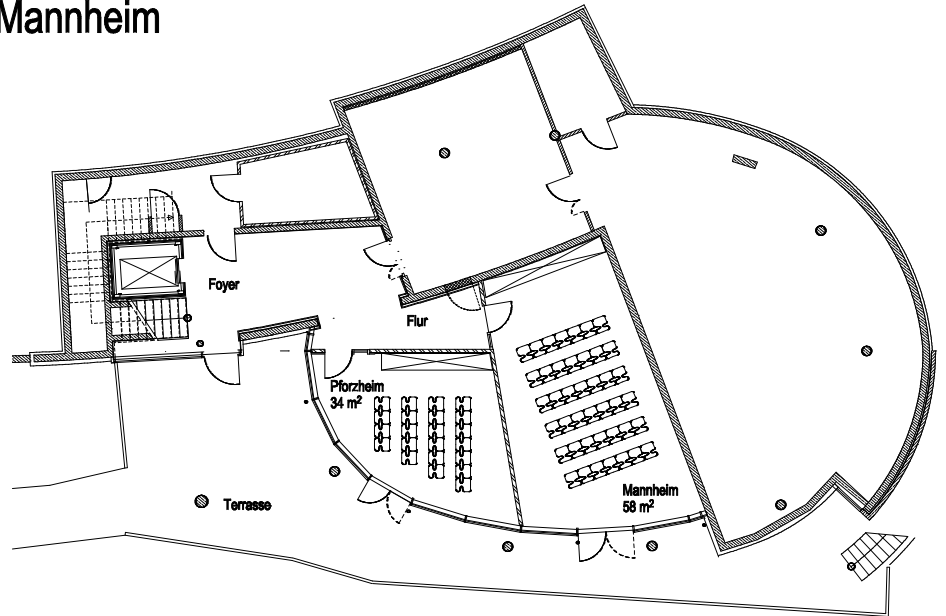 Mannheim
Foyer
Flur
Pforzheim
34 m²
Mannheim
58 m²
Terrasse